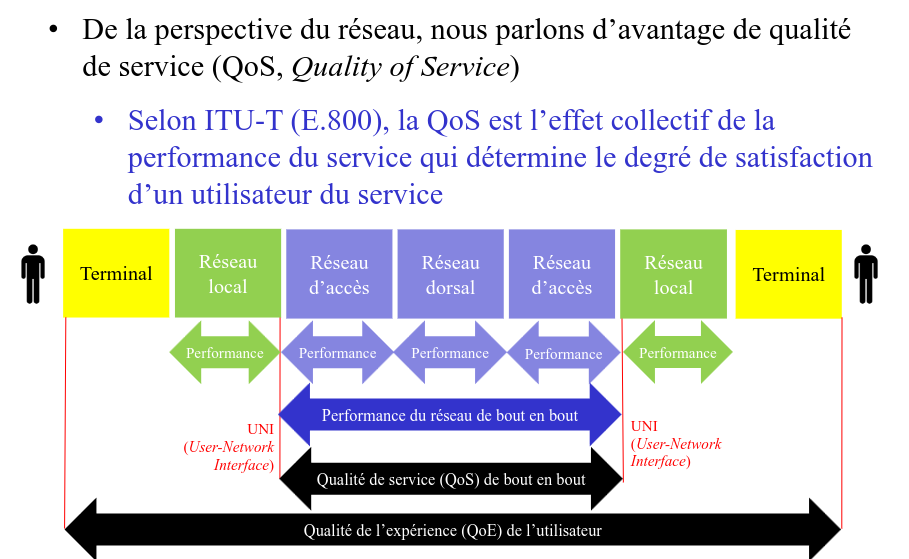 • De la perspective du réseau, nous parlons d’avantage de qualité
de service (QoS, Quality of Service)
• Selon ITU-T (E.800), la QoS est l’effet collectif de la
performance du service qui détermine le degré de satisfaction
d’un utilisateur du service
Terminal
Réseau
local
Réseau
d’accès
Réseau
dorsal
Réseau
d’accès
Réseau
local
Terminal
Performance
Performance
Performance
Performance
Performance
Performance du réseau de bout en bout
UNI
(User-Network
Interface)
UNI
(User-Network
Interface)
Qualité de service (QoS) de bout en bout
Qualité de l’expérience (QoE) de l’utilisateur